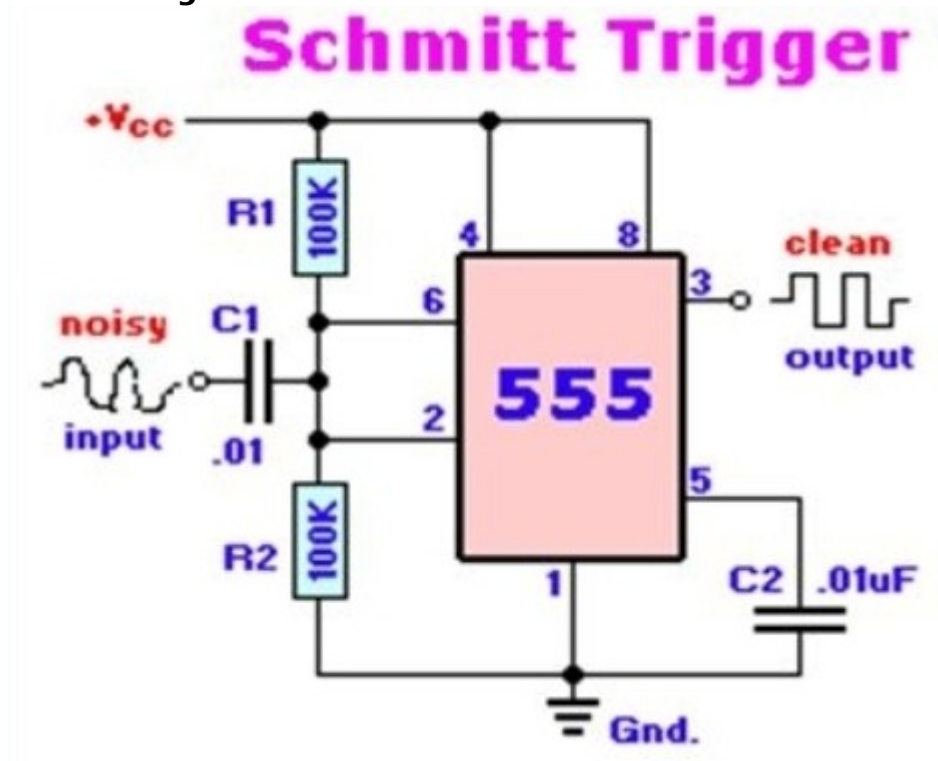 Schmitt Trigger
+Vcc
R1
100K
4
8
clean
3
output
noisy
input
C1
.01
6
2
555
5
R2
100K
1
C2
.01uF
Gnd.